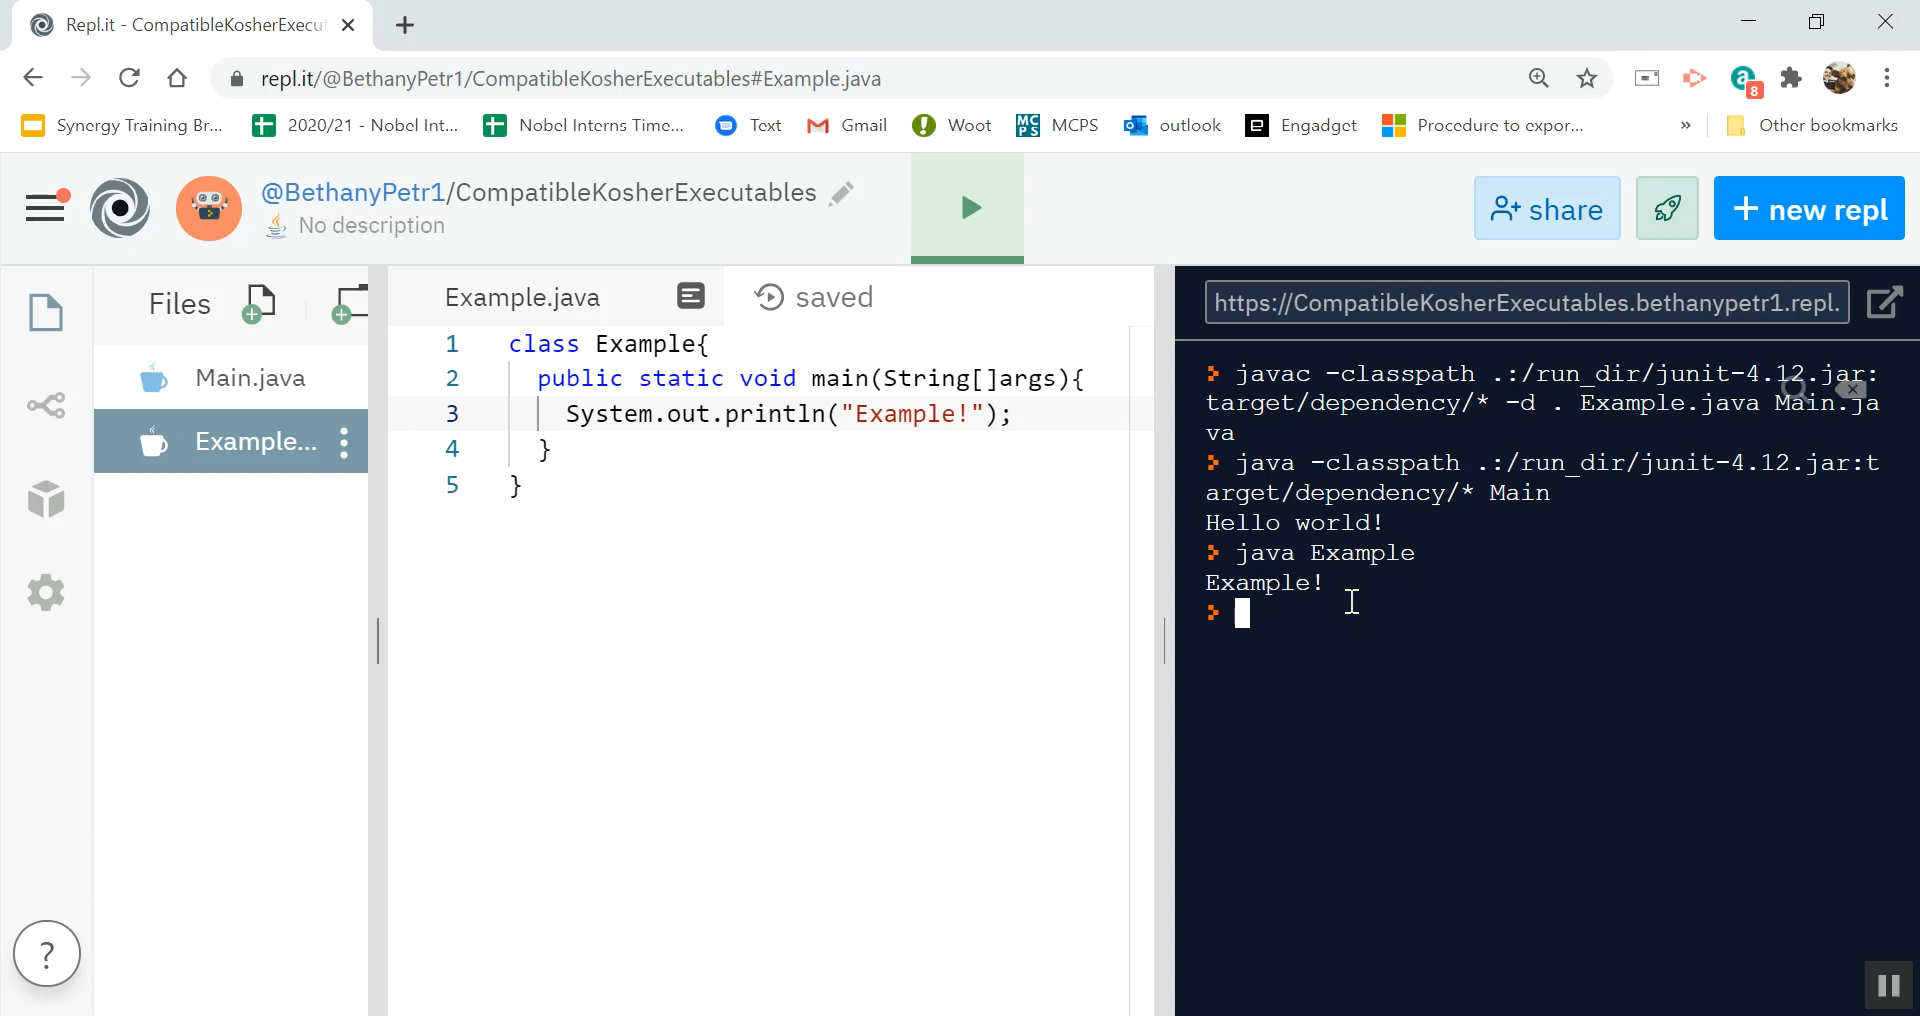 Repl.it - CompatibleKosherExecut
repl.it/@BethanyPetr1/CompatibleKosherExecutables#Example.java
8
Synergy Training Br... 2020/21 - Nobel Int... Nobel Interns Time... Text Gmail Woot MCPS MCPS outlook Engadget Procedure to expor... » Other bookmarks
@BethanyPetr1/CompatibleKosherExecutables
No description
share
+ new repl
Files
Main.java
Example...
Example.java
saved
1 class Example{
2 public static void main(String[]args){
3 System.out.println("Example!");
4 }
5 }
https://CompatibleKosherExecutables.bethanypetr1.repl.
javac -classpath .:/run_dir/junit-4.12.jar:
target/dependency/* -d . Example.java Main.ja
va
java -classpath .:/run_dir/junit-4.12.jar:t
arget/dependency/* Main
Hello world!
java Example
Example!
?